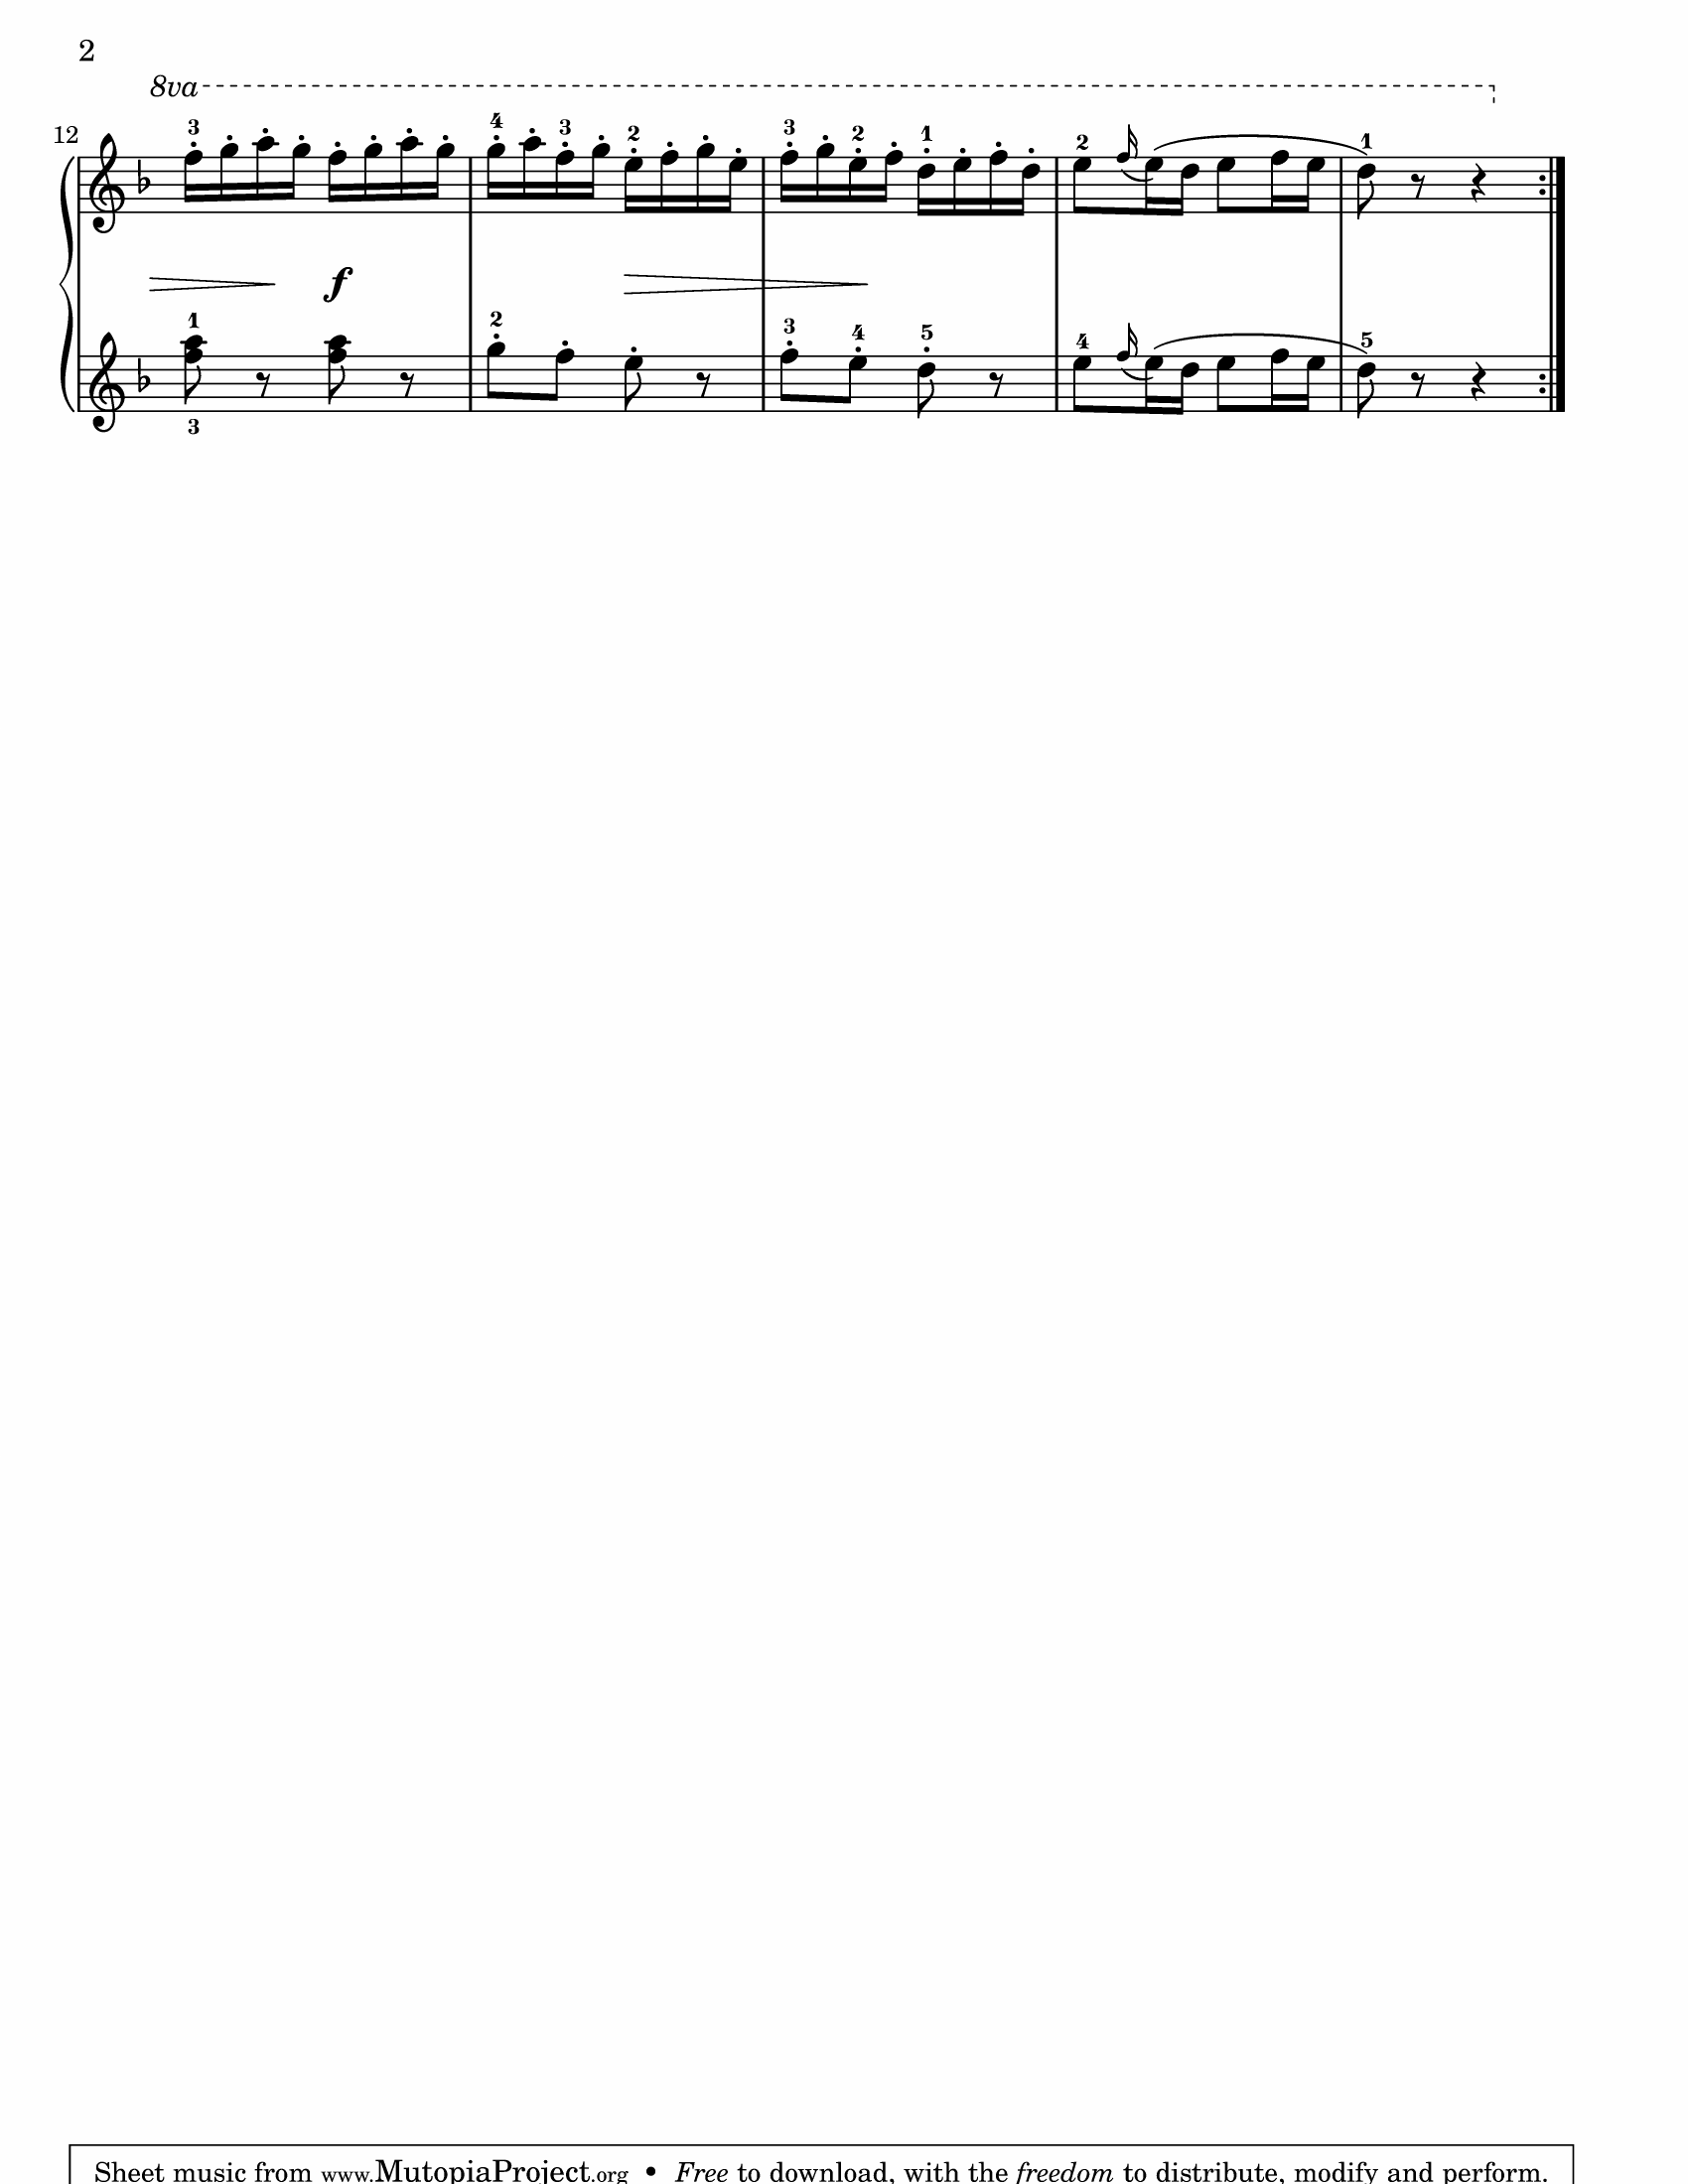 2
8va
12
3 4 3 2 3 2 1 2 1
f
1 2 3 4 5 4 5
3
Sheet music from www.MutopiaProject.org • Free to download, with the freedom to distribute, modify and perform.